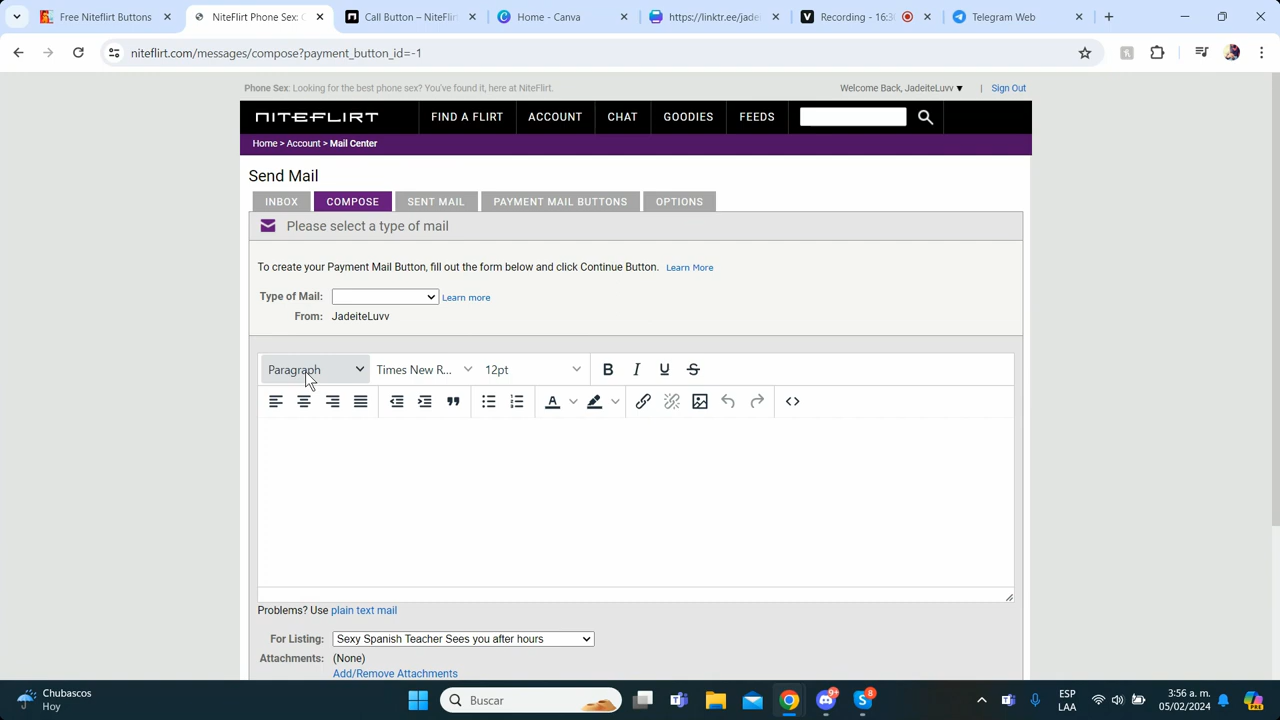 Free Niteflirt Buttons
NiteFlirt Phone Sex: C
Call Button – NiteFlin
Home - Canva
https://linktr.ee/jade
Recording - 16:3
Telegram Web
niteflirt.com/messages/compose?payment_button_id=-1
Phone Sex: Looking for the best phone sex? You've found it, here at NiteFlirt.
Welcome Back, JadeiteLuvv ▼ | Sign Out
NITEFLIRT
FIND A FLIRT
ACCOUNT
CHAT
GOODIES
FEEDS
Home > Account > Mail Center
Send Mail
INBOX
COMPOSE
SENT MAIL
PAYMENT MAIL BUTTONS
OPTIONS
Please select a type of mail
To create your Payment Mail Button, fill out the form below and click Continue Button. Learn More
Type of Mail:
Learn more
From: JadeiteLuvv
Paragraph
Times New R...
12pt
B I U S
A
Problems? Use plain text mail
For Listing: Sexy Spanish Teacher Sees you after hours
Attachments: (None)
Add/Remove Attachments
Chubascos
Hoy
Buscar
9+
8
ESP
LAA
3:56 a. m.
05/02/2024